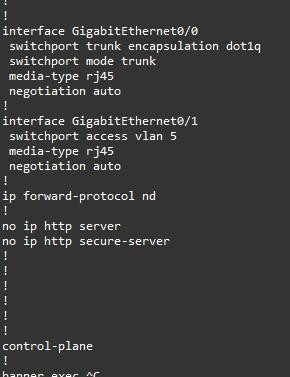 !
!
interface GigabitEthernet0/0
 switchport trunk encapsulation dot1q
 switchport mode trunk
 media-type rj45
 negotiation auto
!
interface GigabitEthernet0/1
 switchport access vlan 5
 media-type rj45
 negotiation auto
!
ip forward-protocol nd
!
no ip http server
no ip http secure-server
!
!
!
!
!
!
control-plane
!
banner exec ^C